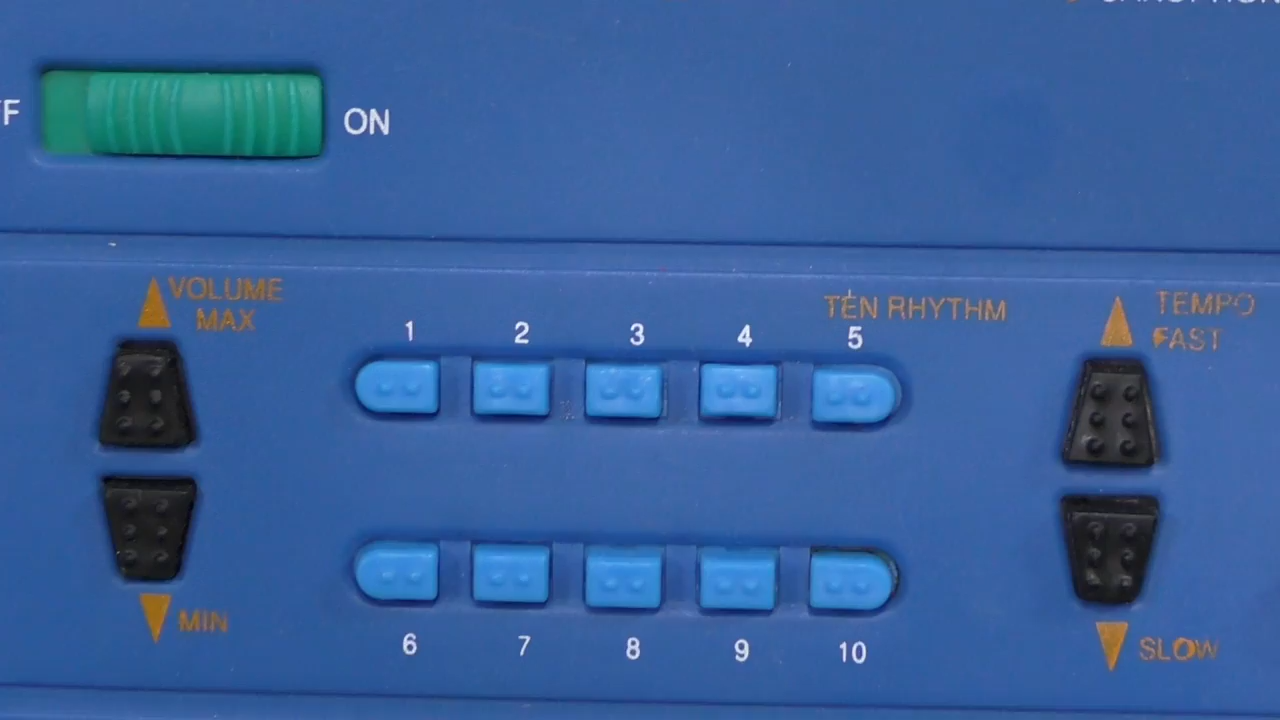 ON
VOLUME
MAX
TEN RHYTHM
TEMPO
FAST
1 2 3 4 5
6 7 8 9 10
MIN
SLOW